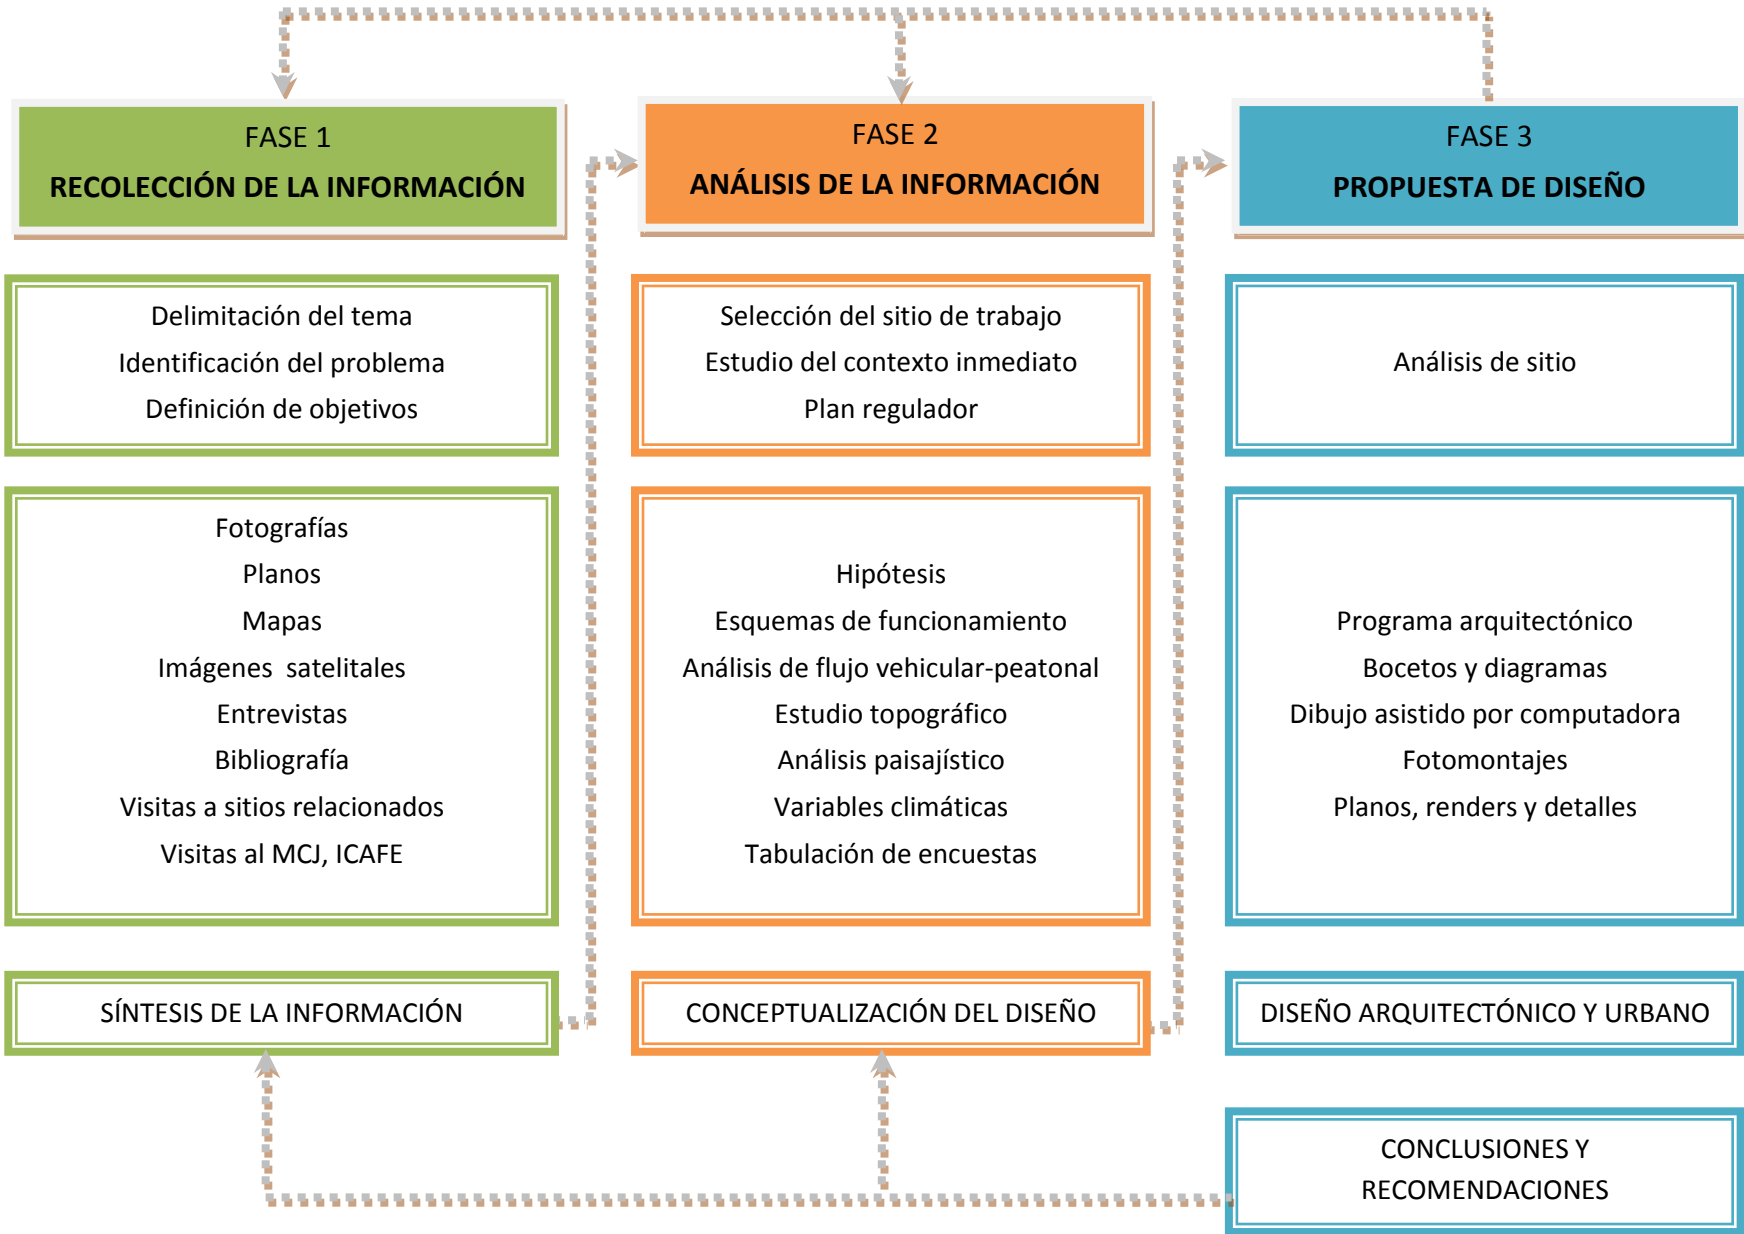 FASE 1
RECOLECCIÓN DE LA INFORMACIÓN
Delimitación del tema
Identificación del problema
Definición de objetivos
Fotografías
Planos
Mapas
Imágenes  satelitales
Entrevistas
Bibliografía
Visitas a sitios relacionados
Visitas al MCJ, ICAFE
SÍNTESIS DE LA INFORMACIÓN
FASE 2
ANÁLISIS DE LA INFORMACIÓN
Selección del sitio de trabajo
Estudio del contexto inmediato
Plan regulador
Hipótesis
Esquemas de funcionamiento
Análisis de flujo vehicular-peatonal
Estudio topográfico
Análisis paisajístico
Variables climáticas
Tabulación de encuestas
CONCEPTUALIZACIÓN DEL DISEÑO
FASE 3
PROPUESTA DE DISEÑO
Análisis de sitio
Programa arquitectónico
Bocetos y diagramas
Dibujo asistido por computadora
Fotomontajes
Planos, renders y detalles
DISEÑO ARQUITECTÓNICO Y URBANO
CONCLUSIONES Y
RECOMENDACIONES